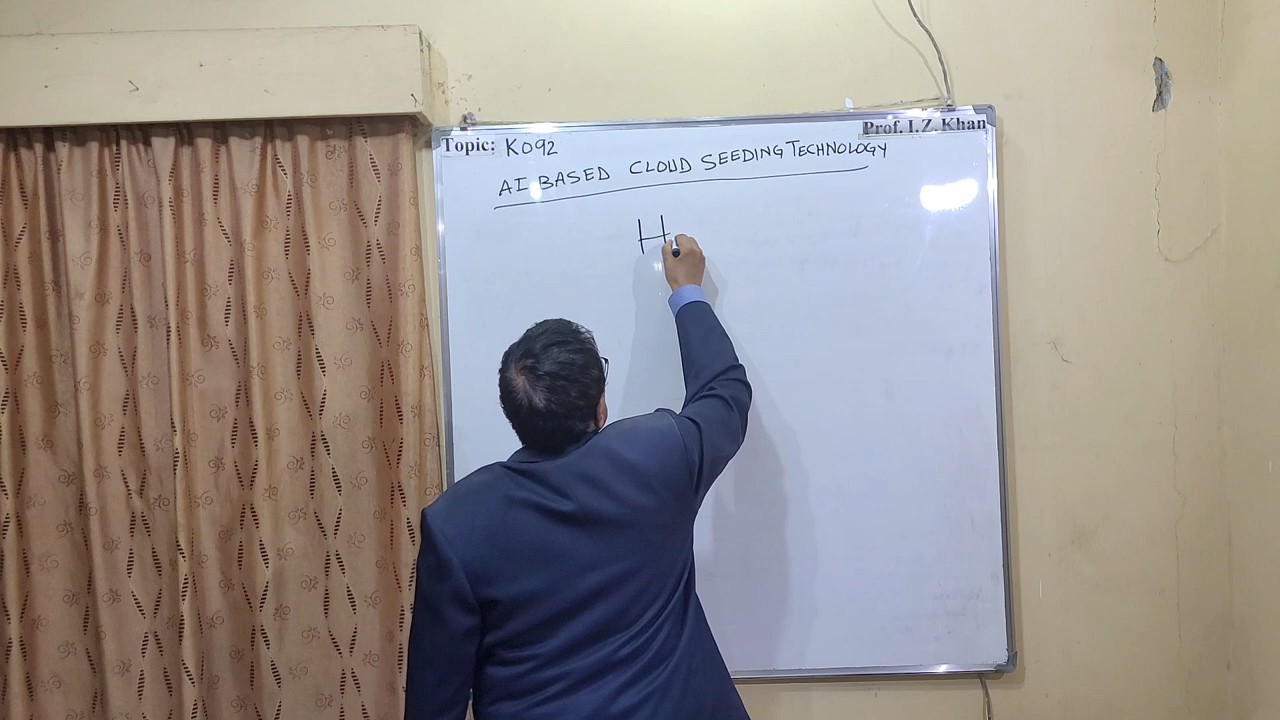 Topic: K092 Prof. I. Z. Khan
AI BASED CLOUD SEEDING TECHNOLOGY
H